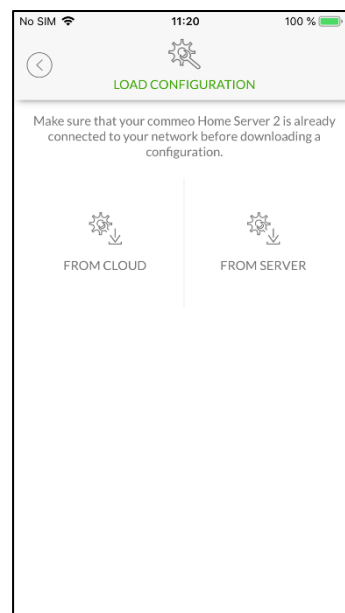 No SIM 11:20 100 %
LOAD CONFIGURATION
Make sure that your commeo Home Server 2 is already
connected to your network before downloading a
configuration.
FROM CLOUD FROM SERVER